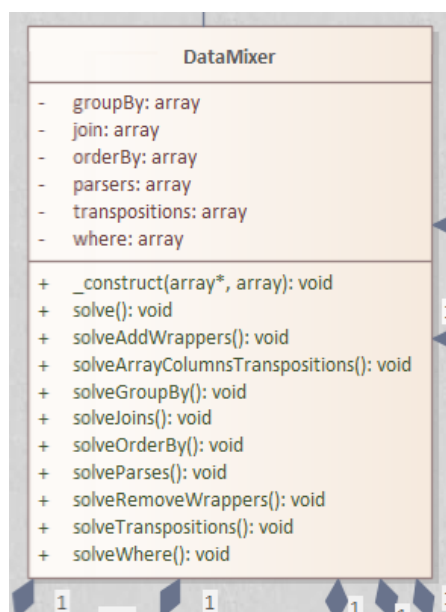 DataMixer
- groupBy: array
- join: array
- orderBy: array
- parsers: array
- transpositions: array
- where: array
+ _construct(array*, array): void
+ solve(): void
+ solveAddWrappers(): void
+ solveArrayColumnsTranspositions(): void
+ solveGroupBy(): void
+ solveJoins(): void
+ solveOrderBy(): void
+ solveParses(): void
+ solveRemoveWrappers(): void
+ solveTranspositions(): void
+ solveWhere(): void
1 1 1 1